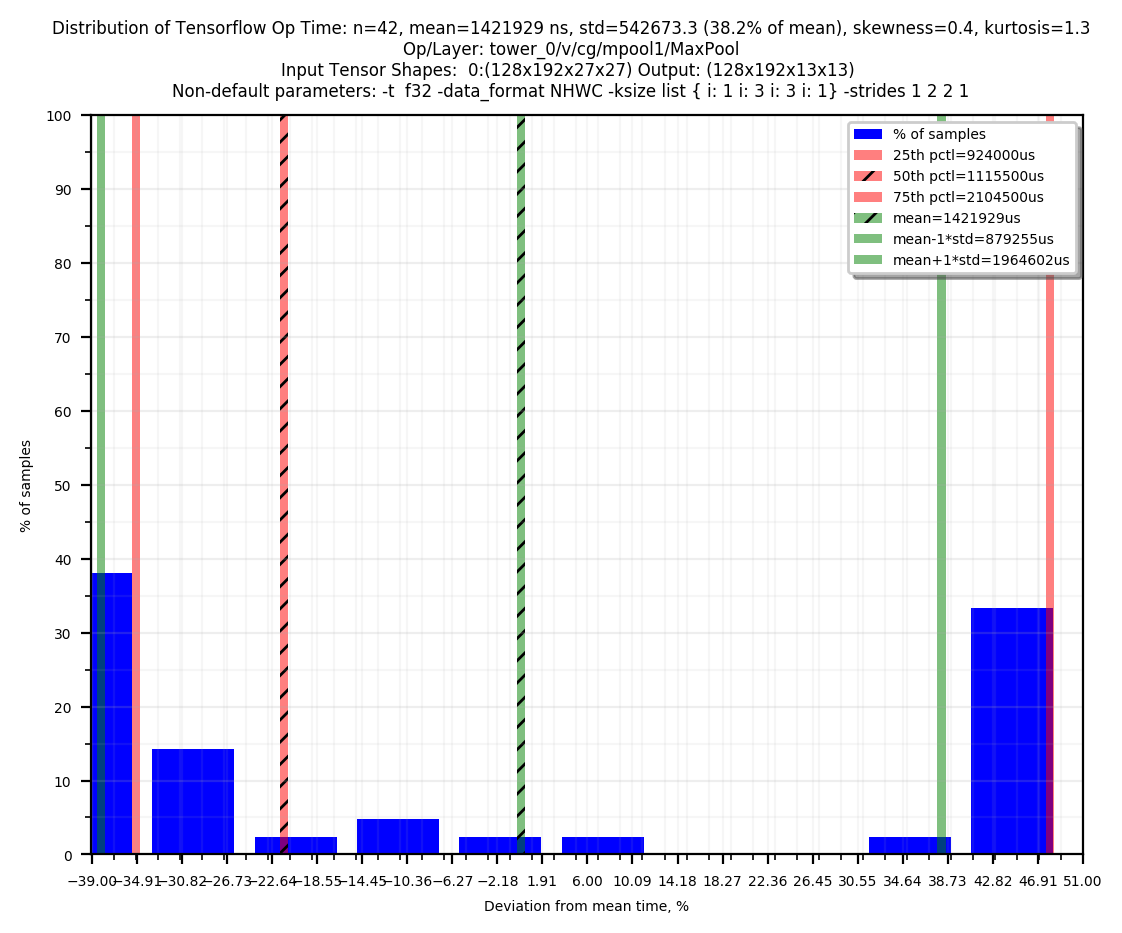 Distribution of Tensorflow Op Time: n=42, mean=1421929 ns, std=542673.3 (38.2% of mean), skewness=0.4, kurtosis=1.3
Op/Layer: tower_0/v/cg/mpool1/MaxPool
Input Tensor Shapes:  0:(128x192x27x27) Output: (128x192x13x13)
Non-default parameters: -t  f32 -data_format NHWC -ksize list { i: 1 i: 3 i: 3 i: 1} -strides 1 2 2 1
100
90
80
70
60
50
40
30
20
10
0
% of samples
% of samples
25th pctl=924000us
50th pctl=1115500us
75th pctl=2104500us
mean=1421929us
mean-1*std=879255us
mean+1*std=1964602us
−39.00 −34.91 −30.82 −26.73 −22.64 −18.55 −14.45 −10.36 −6.27 −2.18 1.91 6.00 10.09 14.18 18.27 22.36 26.45 30.55 34.64 38.73 42.82 46.91 51.00
Deviation from mean time, %